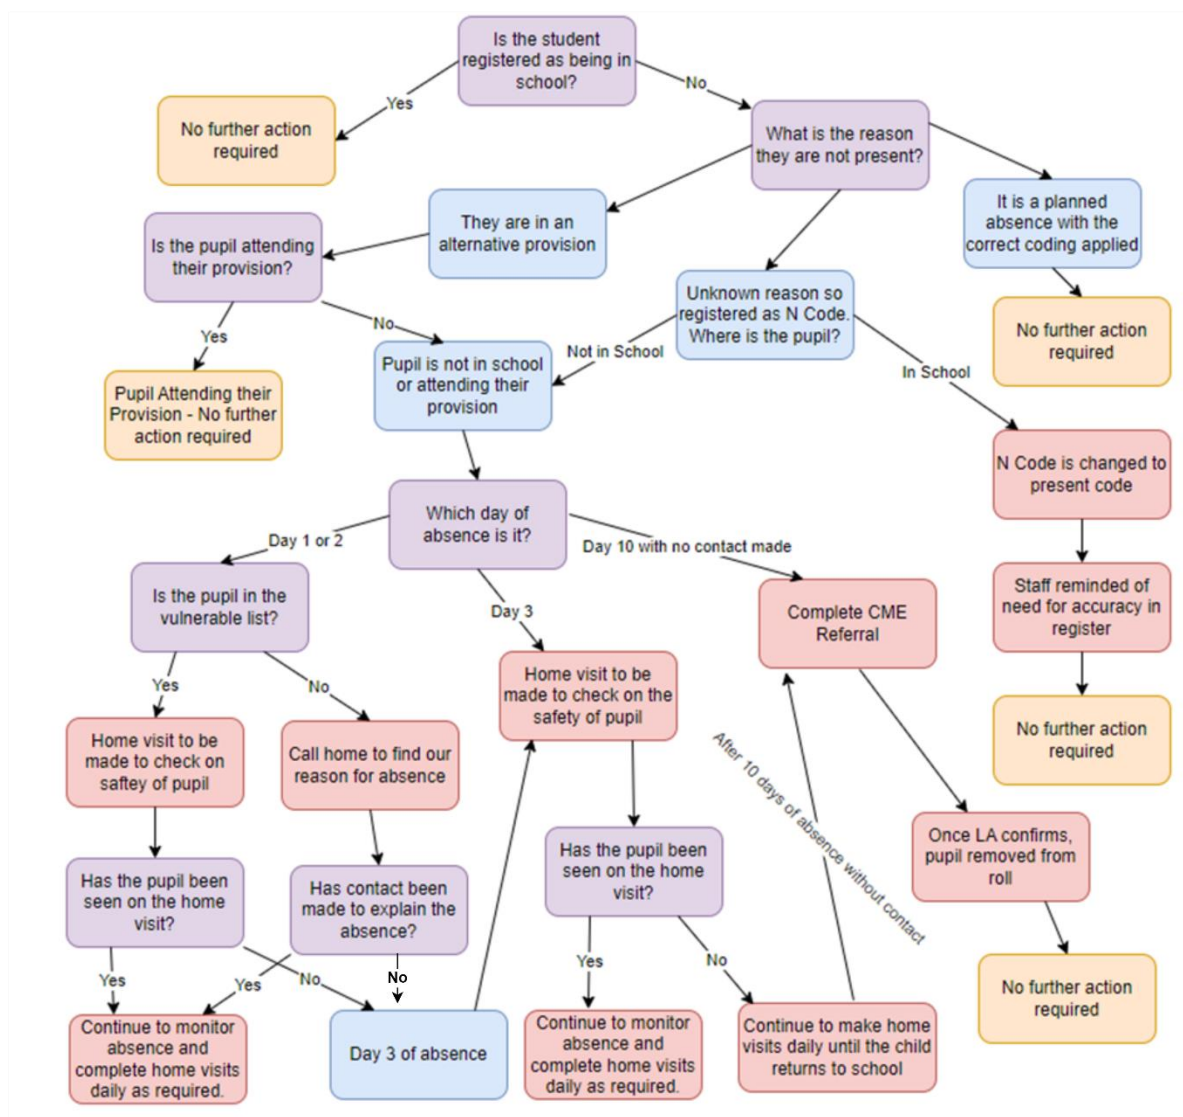 Is the student
registered as being in
school?
Yes
No
No further action
required
What is the reason
they are not present?
They are in an
alternative provision
It is a planned
absence with the
correct coding applied
Is the pupil attending
their provision?
Unknown reason so
registered as N Code.
Where is the pupil?
No further action
required
Yes
No
Not in School
In School
Pupil Attending their
Provision - No further
action required
Pupil is not in school
or attending their
provision
N Code is changed to
present code
Which day of
absence is it?
Day 1 or 2
Day 10 with no contact made
Day 3
Is the pupil in the
vulnerable list?
Complete CME
Referral
Staff reminded of
need for accuracy in
register
Yes
No
Home visit to be
made to check on the
safety of pupil
Home visit to be
made to check on
saftey of pupil
Call home to find our
reason for absence
No further action
required
After 10 days of absence without contact
Once LA confirms,
pupil removed from
roll
Has the pupil been
seen on the home
visit?
Has contact been
made to explain the
absence?
Has the pupil been
seen on the home
visit?
Yes
Yes
No
No
Yes
No
No further action
required
Continue to monitor
absence and
complete home visits
daily as required.
Day 3 of absence
Continue to monitor
absence and
complete home visits
daily as required.
Continue to make home
visits daily until the child
returns to school